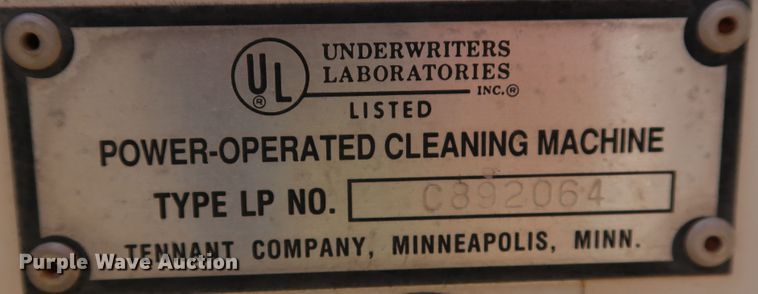 UL®
UNDERWRITERS
LABORATORIES
INC.®
LISTED
POWER-OPERATED CLEANING MACHINE
TYPE LP NO. C892064
TENNANT COMPANY, MINNEAPOLIS, MINN.
Purple Wave Auction